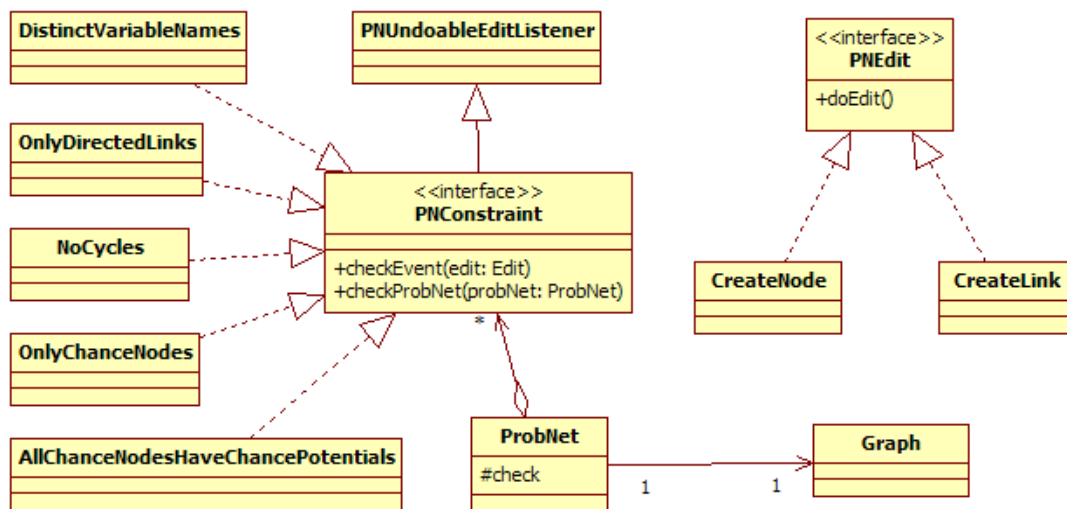 DistinctVariableNames
PNUndoableEditListener
<<interface>>
PNEdit
+doEdit()
OnlyDirectedLinks
<<interface>>
PNConstraint
+checkEvent(edit: Edit)
+checkProbNet(probNet: ProbNet)
NoCycles
CreateNode
CreateLink
OnlyChanceNodes
*
AllChanceNodesHaveChancePotentials
ProbNet
#check
1
1
Graph